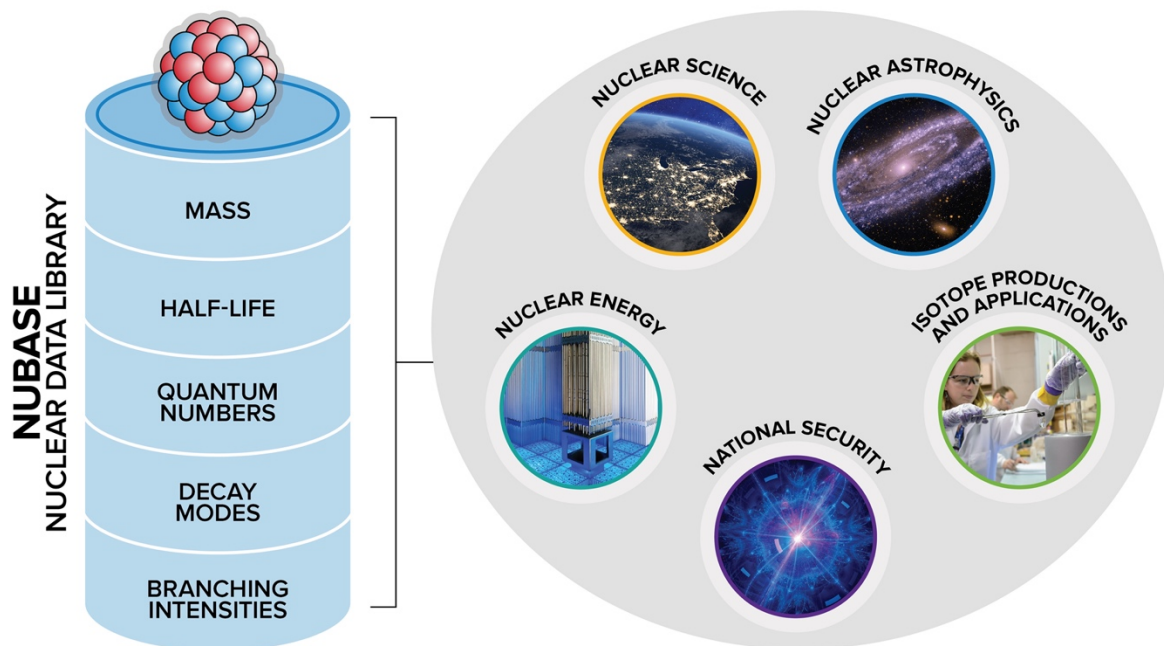 NUBASE
NUCLEAR DATA LIBRARY
MASS
HALF-LIFE
QUANTUM
NUMBERS
DECAY
MODES
BRANCHING
INTENSITIES
NUCLEAR SCIENCE
NUCLEAR ASTROPHYSICS
NUCLEAR ENERGY
ISOTOPE PRODUCTIONS
AND APPLICATIONS
NATIONAL SECURITY